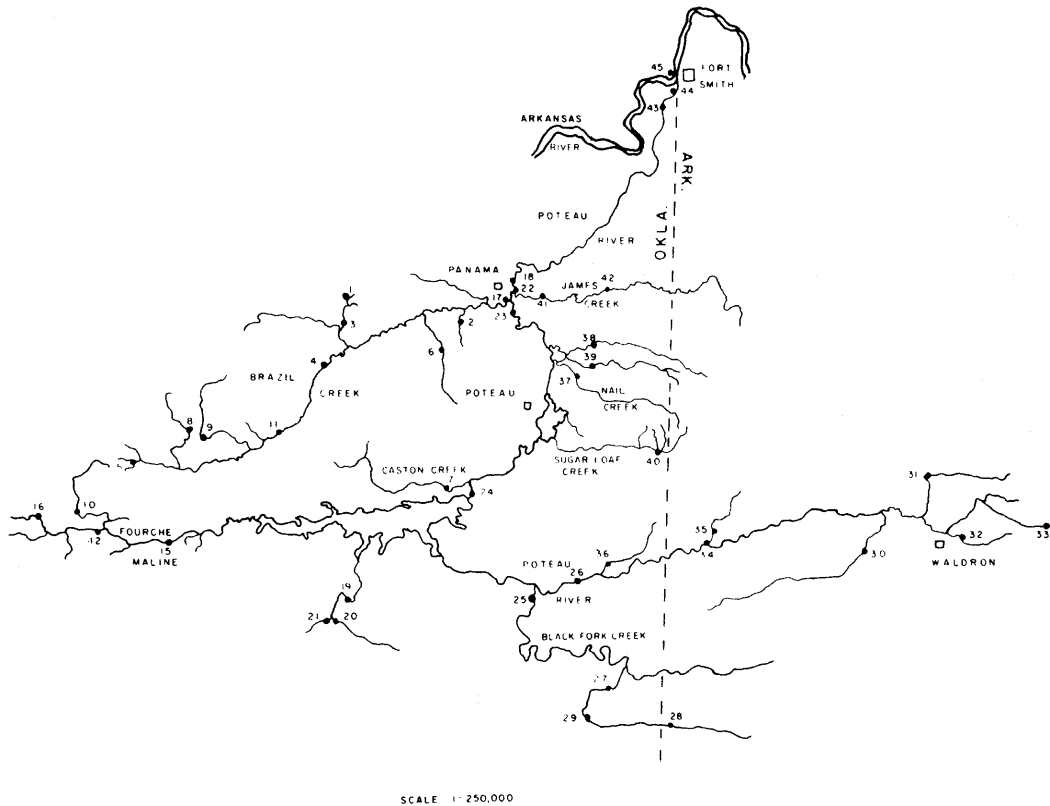 45
FORT
SMITH
44
43
ARKANSAS
RIVER
ARK.
OKLA.
POTEAU
RIVER
PANAMA
18
22
17
23
41
JAMES
CREEK
42
1
3
2
6
4
38
39
37
BRAZIL
CREEK
POTEAU
NAIL
CREEK
8
9
11
SUGAR LOAF
CREEK
40
CASTON CREEK
7
24
31
16
10
12
FOURCHE
MALINE
15
35
34
33
32
30
WALDRON
POTEAU
RIVER
36
26
25
19
21
20
BLACK FORK CREEK
27
29
28
SCALE 1:250,000